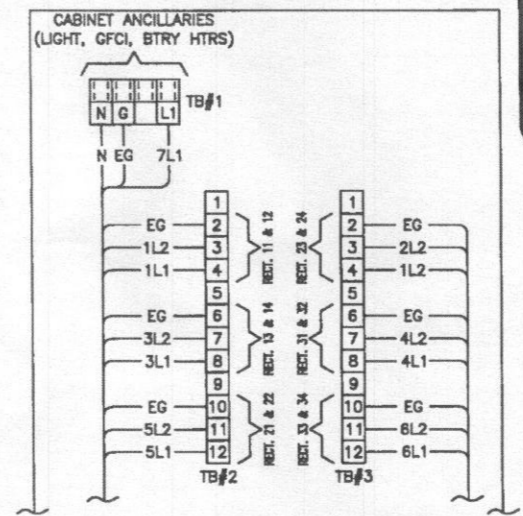 CABINET ANCILLARIES
(LIGHT, GFCI, BTRY HTRS)
TB#1
N G L1
N EG 7L1
1 1
EG 2 2 EG
1L2 3 RECT. 11 & 12 RECT. 23 & 24 3 2L2
1L1 4 4 1L2
5 5
EG 6 6 EG
3L2 7 RECT. 13 & 14 RECT. 31 & 32 7 4L2
3L1 8 8 4L1
9 9
EG 10 10 EG
5L2 11 RECT. 21 & 22 RECT. 33 & 34 11 6L2
5L1 12 12 6L1
TB#2 TB#3